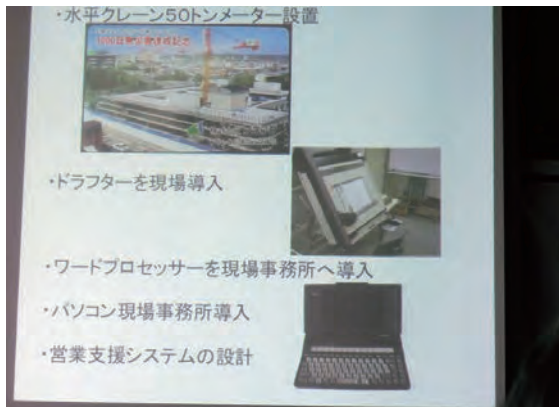 ・水平クレーン50トンメーター設置
・ドラフターを現場導入
・ワードプロセッサーを現場事務所へ導入
・パソコン現場事務所導入
・営業支援システムの設計